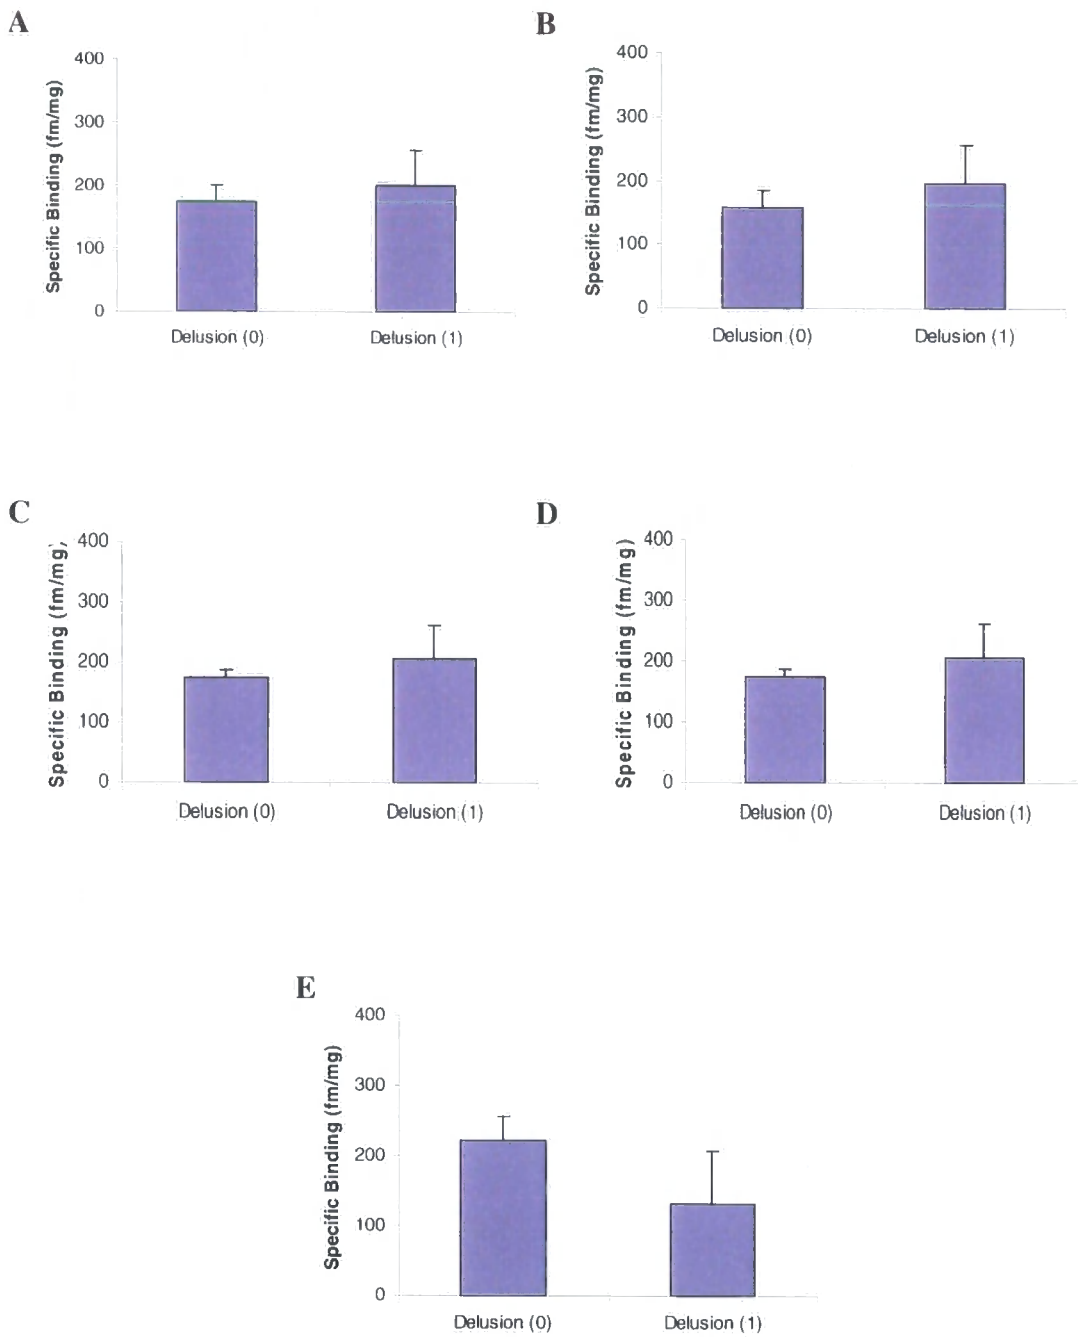 A
Specific Binding (fm/mg)
400
300
200
100
0
Delusion (0)
Delusion (1)
B
Specific Binding (fm/mg)
400
300
200
100
0
Delusion (0)
Delusion (1)
C
Specific Binding (fm/mg)
400
300
200
100
0
Delusion (0)
Delusion (1)
D
Specific Binding (fm/mg)
400
300
200
100
0
Delusion (0)
Delusion (1)
E
Specific Binding (fm/mg)
400
300
200
100
0
Delusion (0)
Delusion (1)